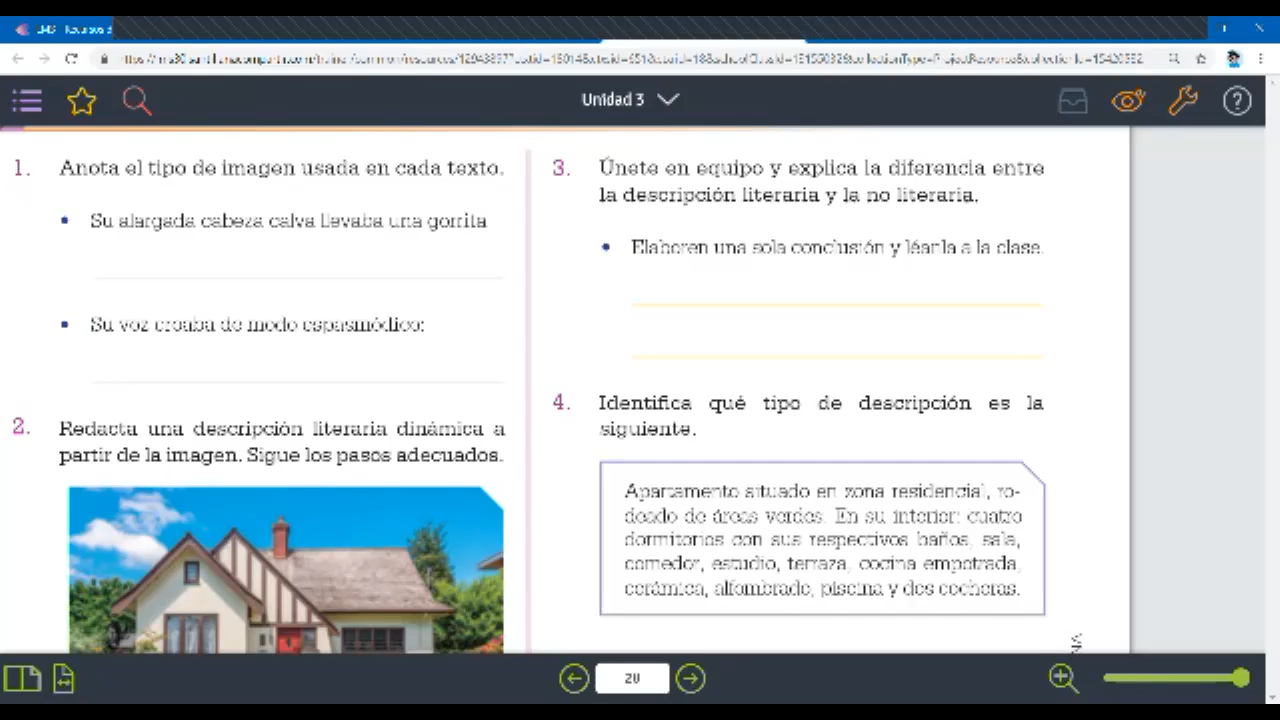 Unidad 3
1. Anota el tipo de imagen usada en cada texto.
• Su alargada cabeza calva llevaba una gorrita
• Su voz croaba de modo espasmódico:
2. Redacta una descripción literaria dinámica a
partir de la imagen. Sigue los pasos adecuados.
3. Únete en equipo y explica la diferencia entre
la descripción literaria y la no literaria.
• Elaboren una sola conclusión y léanla a la clase.
4. Identifica qué tipo de descripción es la
siguiente.
Apartamento situado en zona residencial, ro-
deado de áreas verdes. En su interior: cuatro
dormitorios con sus respectivos baños, sala,
comedor, estudio, terraza, cocina empotrada,
cerámica, alfombrado, piscina y dos cocheras.
20